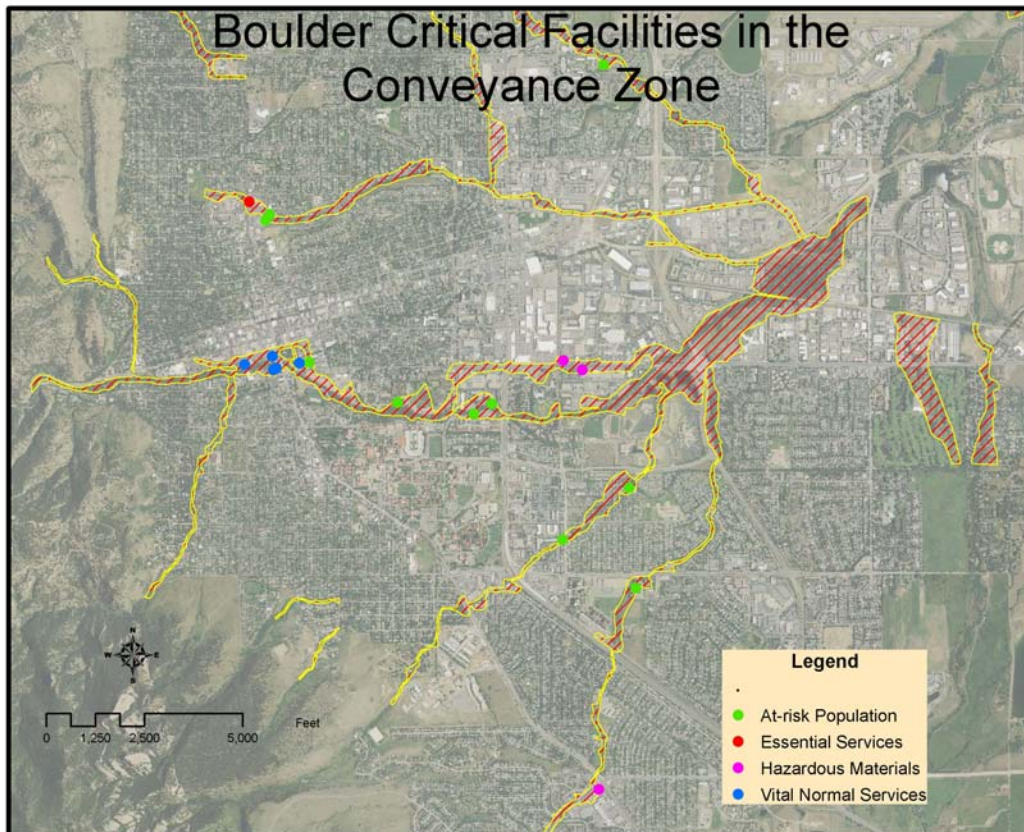 Boulder Critical Facilities in the
Conveyance Zone
N
W E
S
Feet
0 1,250 2,500 5,000
Legend
At-risk Population
Essential Services
Hazardous Materials
Vital Normal Services